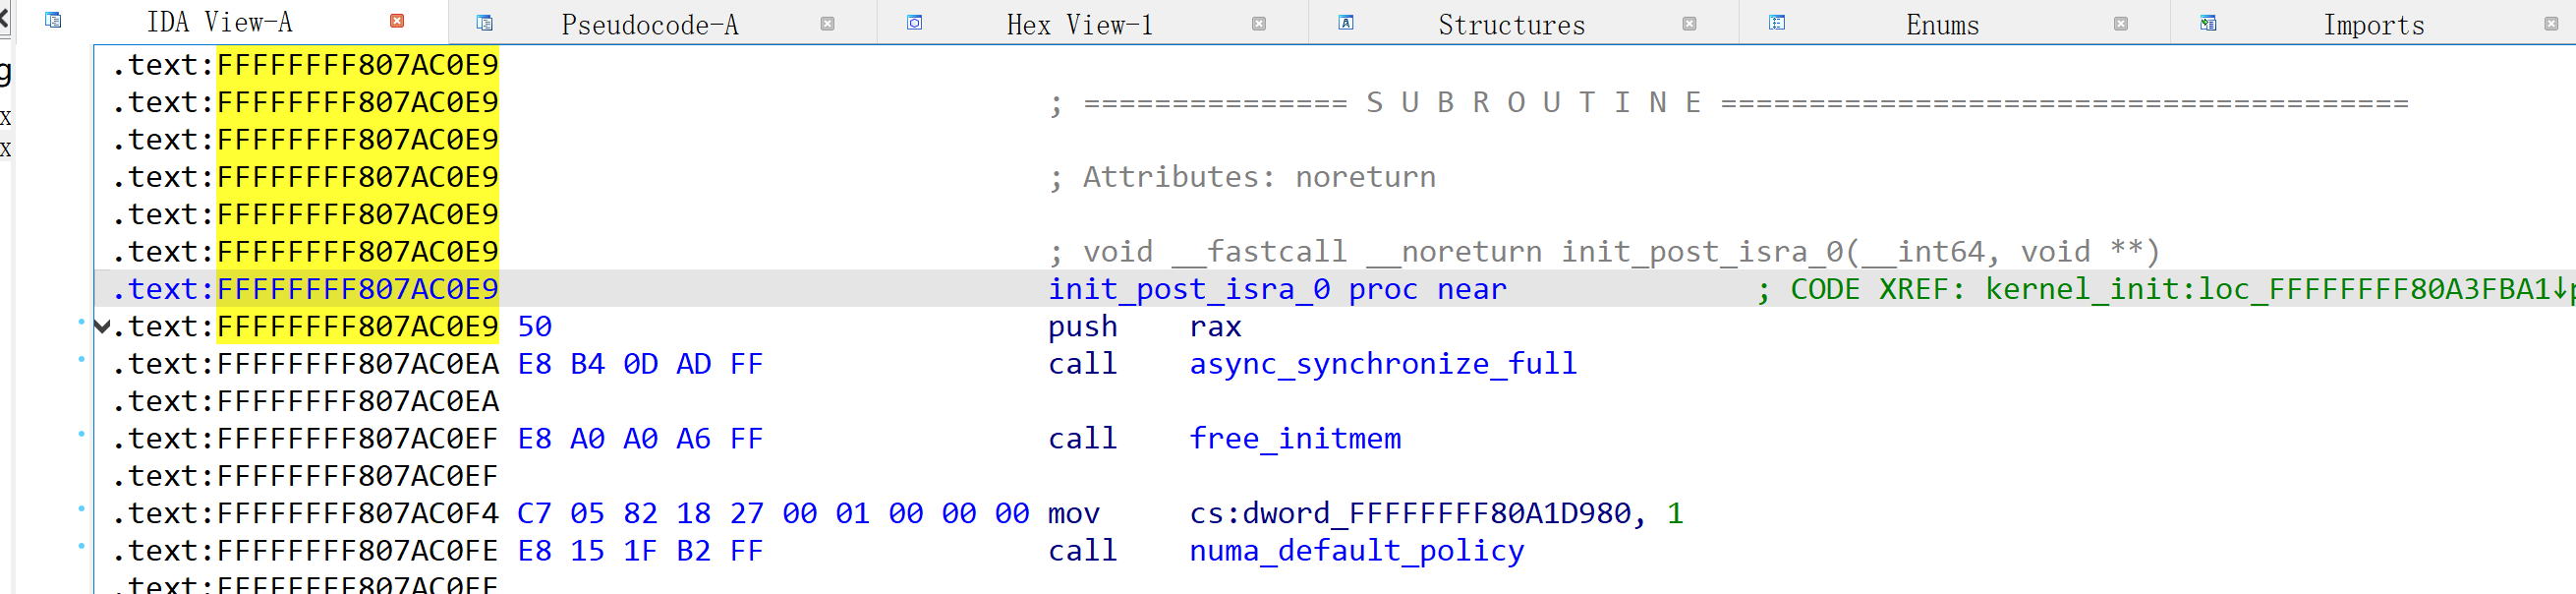 IDA View-A Pseudocode-A Hex View-1 Structures Enums Imports
.text:FFFFFFFF807AC0E9
.text:FFFFFFFF807AC0E9 ; =============== S U B R O U T I N E =======================================
.text:FFFFFFFF807AC0E9
.text:FFFFFFFF807AC0E9 ; Attributes: noreturn
.text:FFFFFFFF807AC0E9
.text:FFFFFFFF807AC0E9 ; void __fastcall __noreturn init_post_isra_0(__int64, void **)
.text:FFFFFFFF807AC0E9 init_post_isra_0 proc near ; CODE XREF: kernel_init:loc_FFFFFFFF80A3FBA1↓p
.text:FFFFFFFF807AC0E9 50 push rax
.text:FFFFFFFF807AC0EA E8 B4 0D AD FF call async_synchronize_full
.text:FFFFFFFF807AC0EA
.text:FFFFFFFF807AC0EF E8 A0 A0 A6 FF call free_initmem
.text:FFFFFFFF807AC0EF
.text:FFFFFFFF807AC0F4 C7 05 82 18 27 00 01 00 00 00 mov cs:dword_FFFFFFFF80A1D980, 1
.text:FFFFFFFF807AC0FE E8 15 1F B2 FF call numa_default_policy
.text:FFFFFFFF807AC0FE